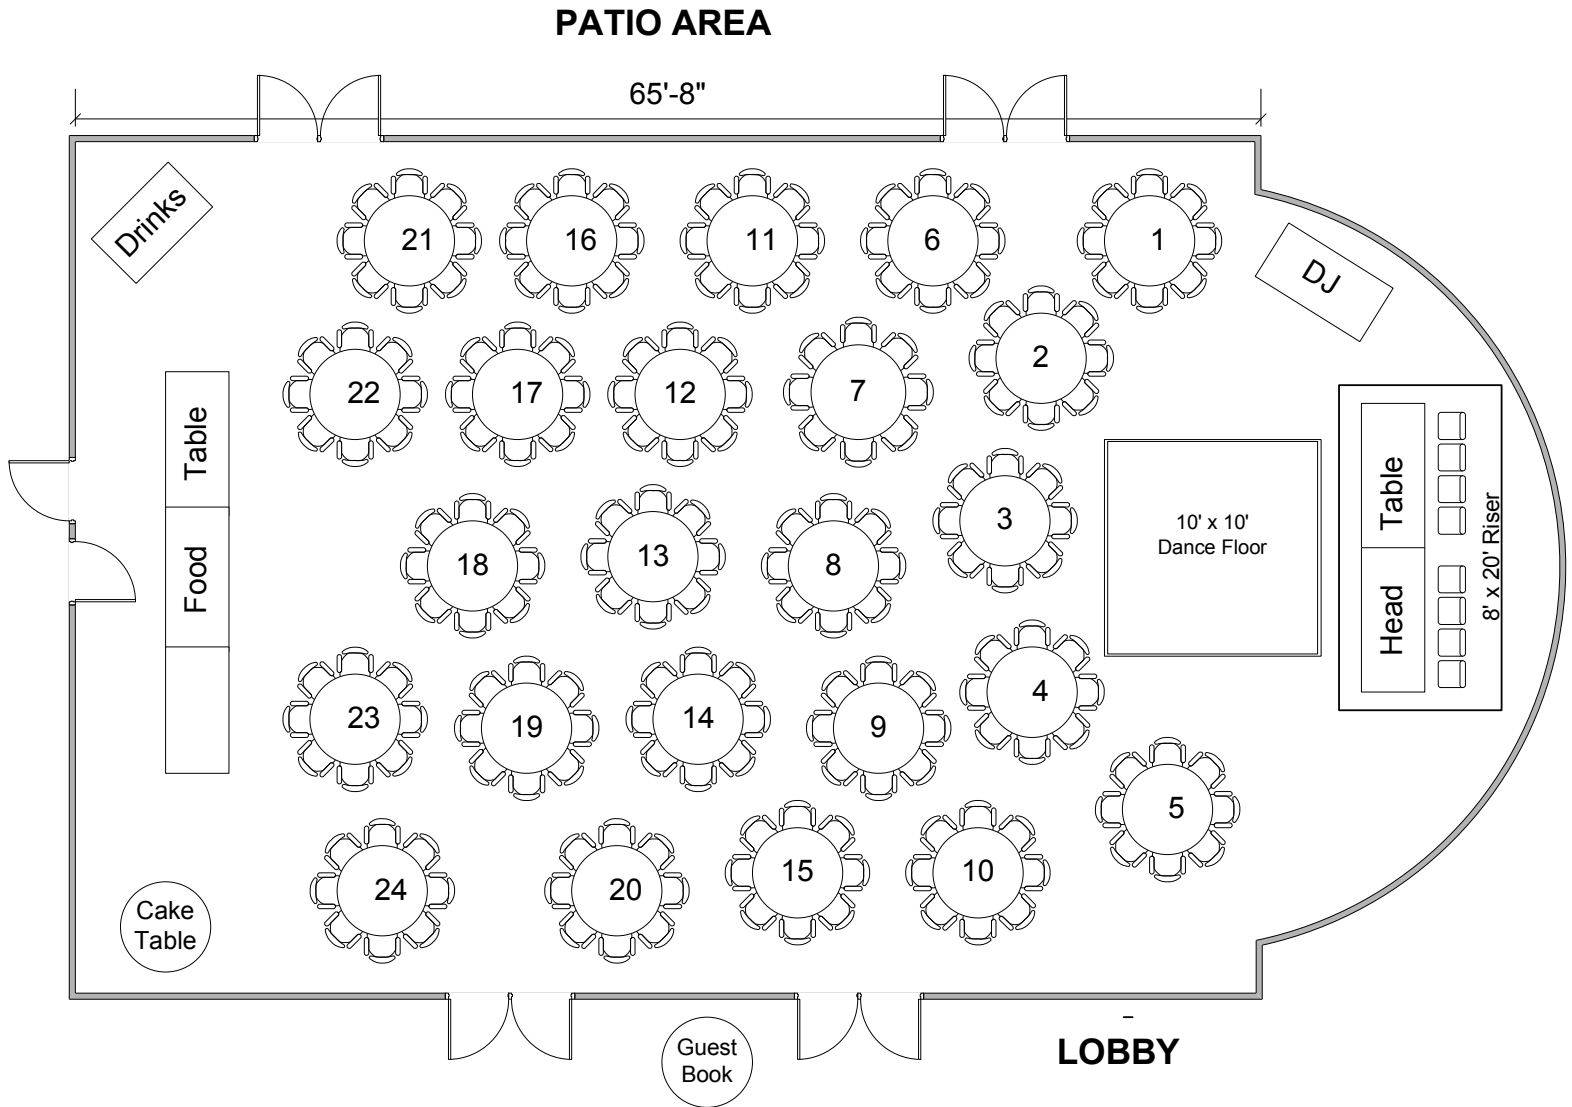 PATIO AREA
65'-8"
Drinks
21
16
11
6
1
DJ
2
22
17
12
7
Table
Food
18
13
8
3
10' x 10'
Dance Floor
Table
Head
8' x 20' Riser
23
19
14
9
4
5
24
20
15
10
Cake
Table
Guest
Book
LOBBY